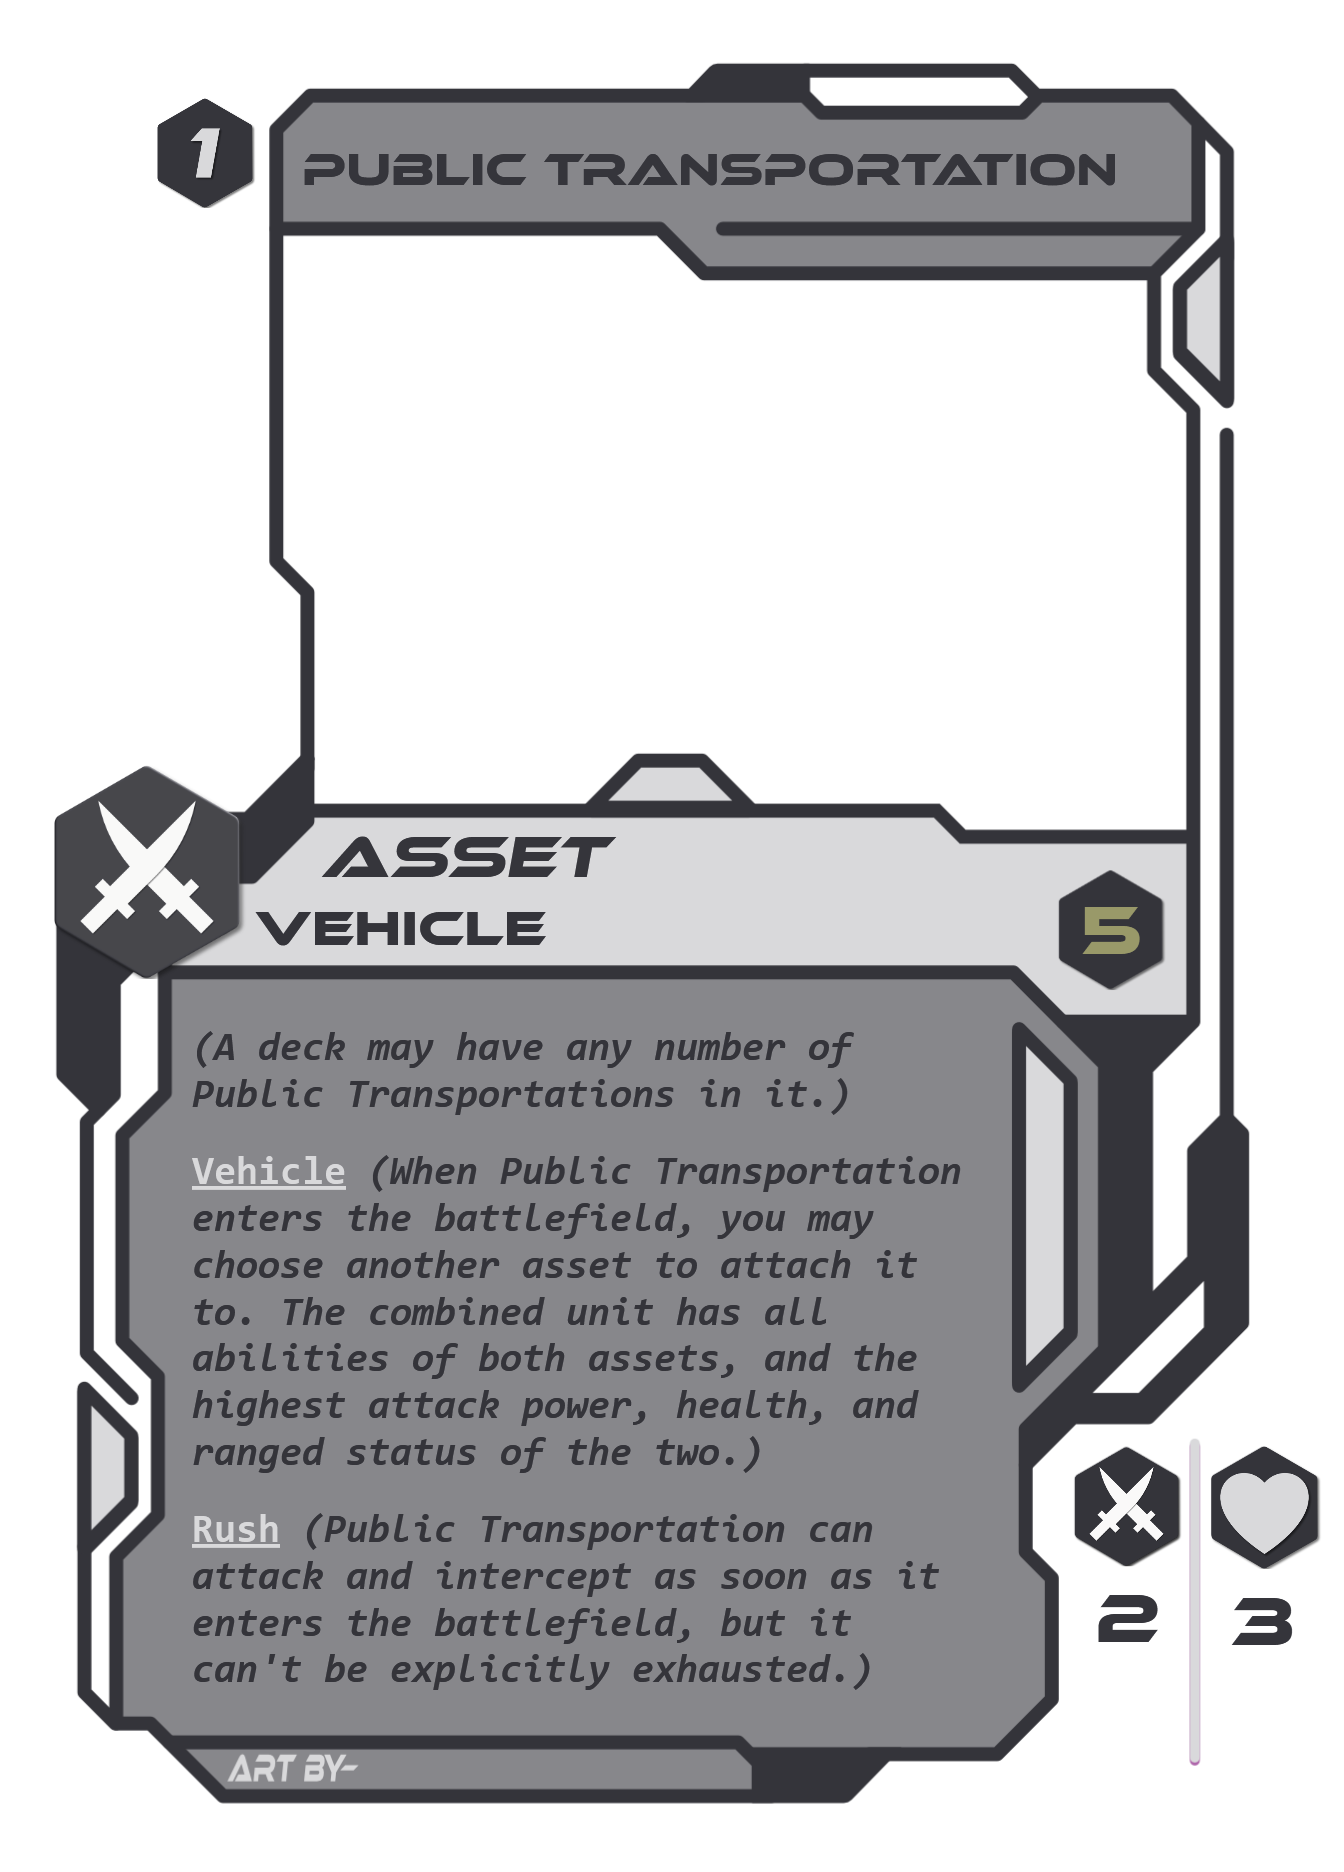 1
PUBLIC TRANSPORTATION
ASSET
VEHICLE
5
(A deck may have any number of
Public Transportations in it.)
Vehicle (When Public Transportation
enters the battlefield, you may
choose another asset to attach it
to. The combined unit has all
abilities of both assets, and the
highest attack power, health, and
ranged status of the two.)
Rush (Public Transportation can
attack and intercept as soon as it
enters the battlefield, but it
can't be explicitly exhausted.)
2
3
ART BY-